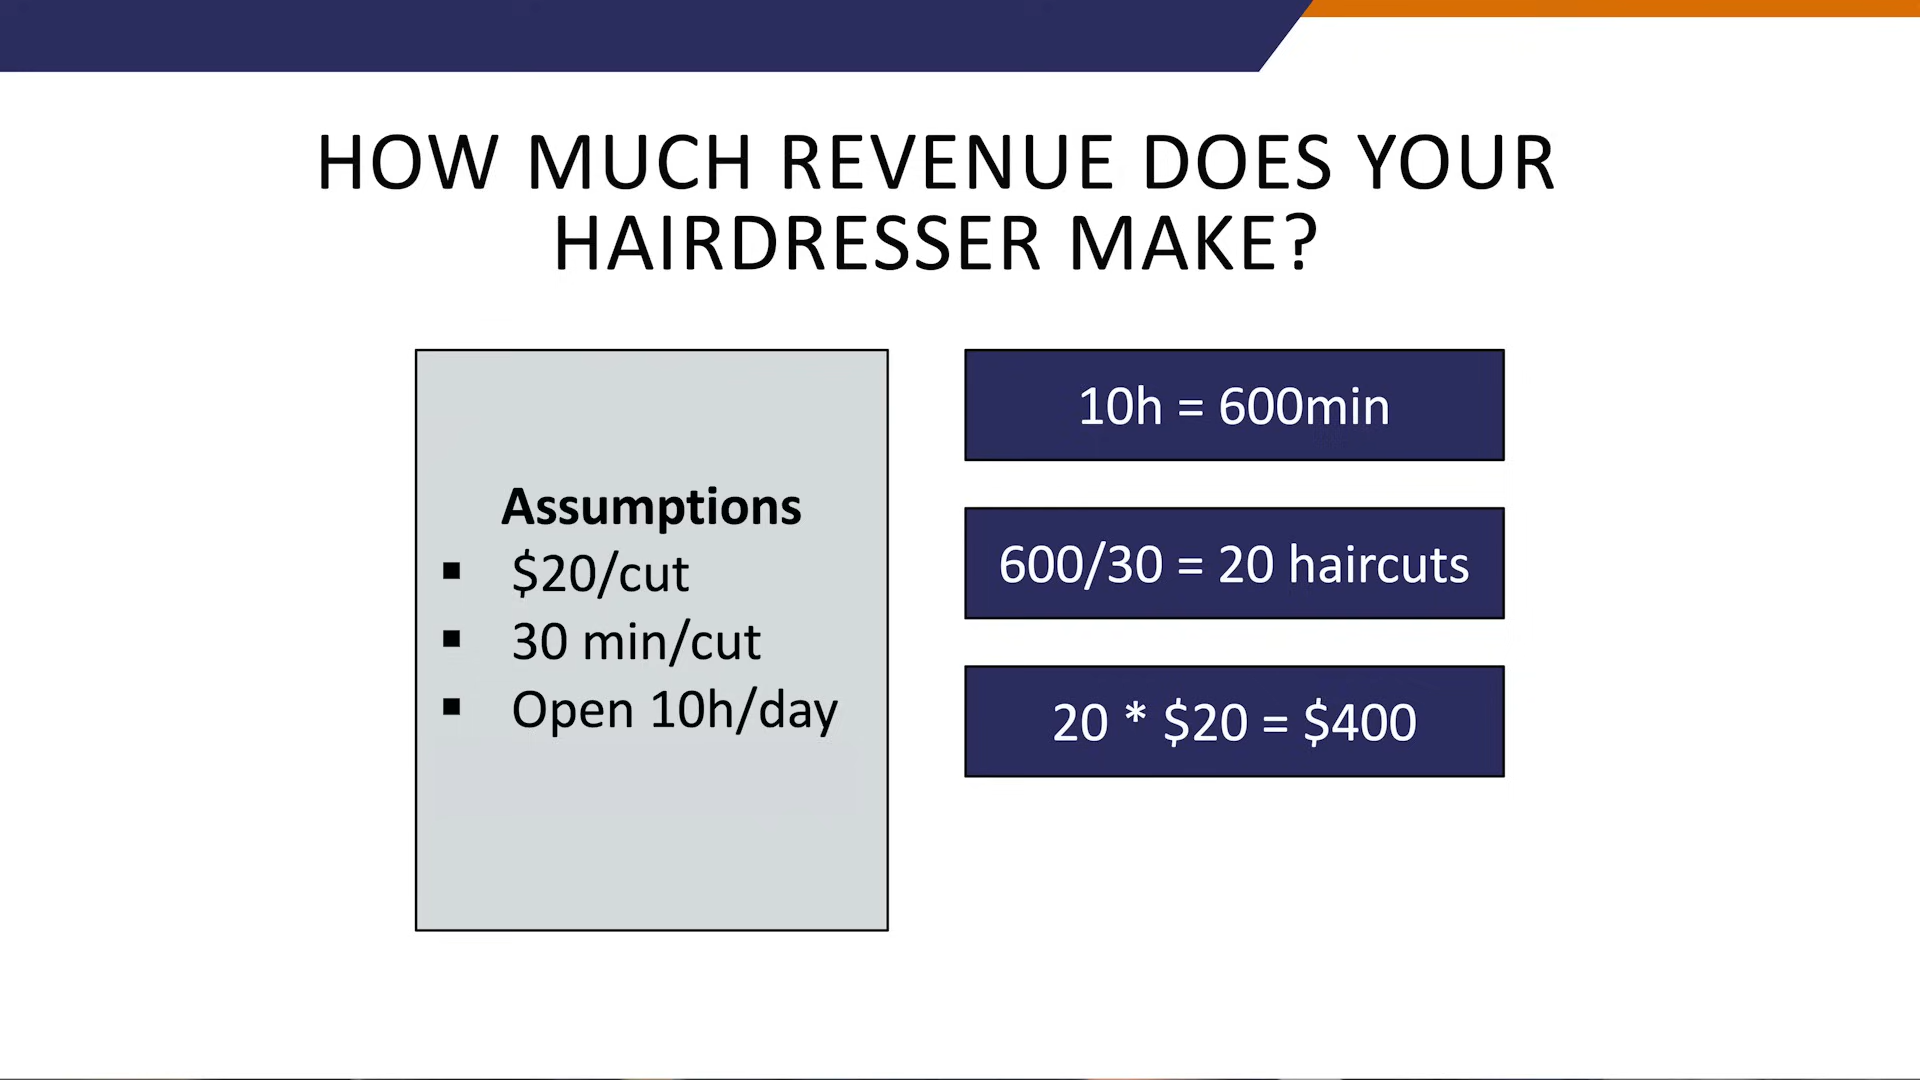 HOW MUCH REVENUE DOES YOUR
HAIRDRESSER MAKE?
Assumptions
▪ $20/cut
▪ 30 min/cut
▪ Open 10h/day
10h = 600min
600/30 = 20 haircuts
20 * $20 = $400